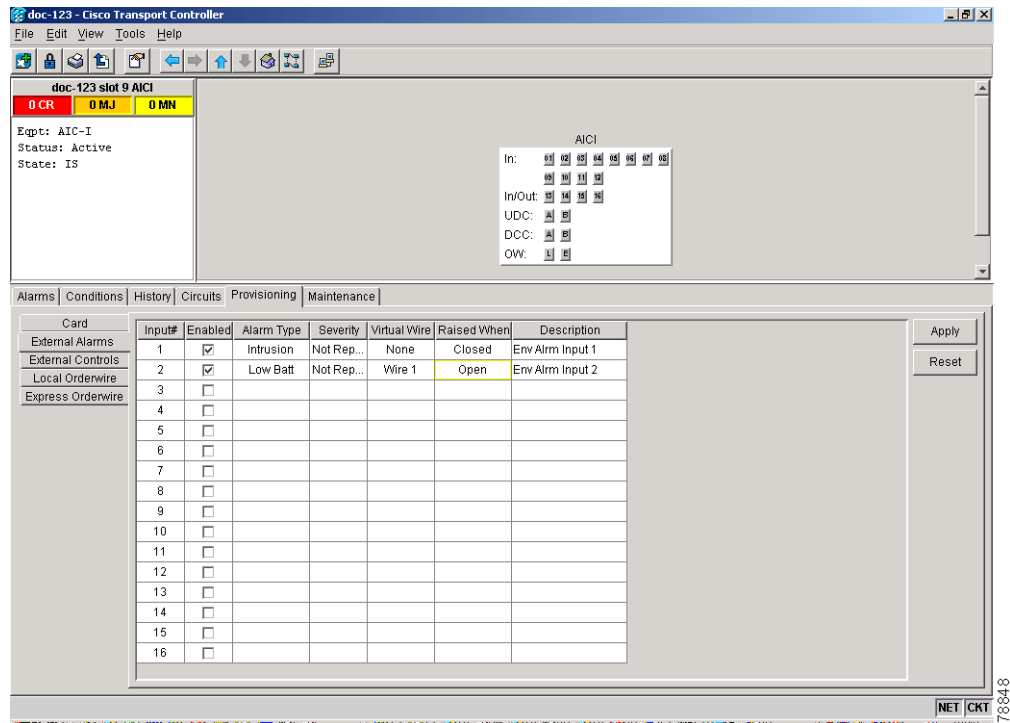 doc-123 - Cisco Transport Controller
File Edit View Tools Help
doc-123 slot 9 AICI
0 CR 0 MJ 0 MN
Eqpt: AIC-I
Status: Active
State: IS
AICI
In: 01 02 03 04 05 06 07 08
09 10 11 12
In/Out: 13 14 15 16
UDC: A B
DCC: A B
OW: L E
Alarms Conditions History Circuits Provisioning Maintenance
Card
External Alarms
External Controls
Local Orderwire
Express Orderwire
Input# Enabled Alarm Type Severity Virtual Wire Raised When Description
1 Intrusion Not Rep... None Closed Env Alrm Input 1
2 Low Batt Not Rep... Wire 1 Open Env Alrm Input 2
3
4
5
6
7
8
9
10
11
12
13
14
15
16
Apply
Reset
NET CKT
78848